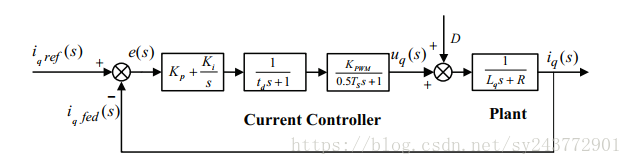 i_q ref (s)
+
e(s)
K_p + K_i / s
1 / t_d s+1
K_PWM / 0.5T_s s+1
u_q(s)
+
D
+
1 / L_q s+R
i_q(s)
−
i_q fed (s)
Current Controller
Plant
https://blog.csdn.net/sy243772901